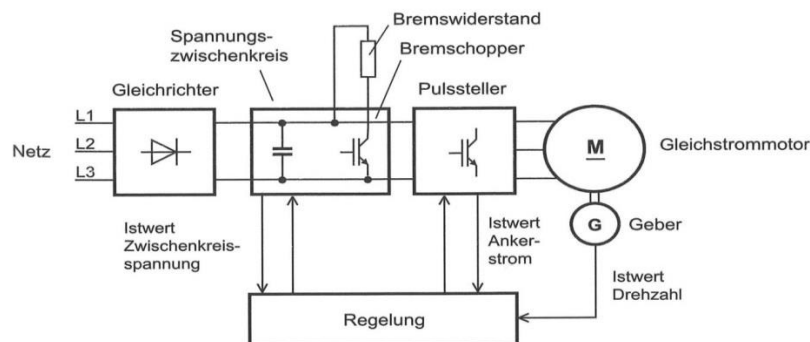 Bremswiderstand
Spannungs-
zwischenkreis
Bremschopper
Gleichrichter
Pulssteller
L1
L2
L3
Netz
M
Gleichstrommotor
G
Geber
Istwert
Zwischenkreis-
spannung
Istwert
Anker-
strom
Istwert
Drehzahl
Regelung